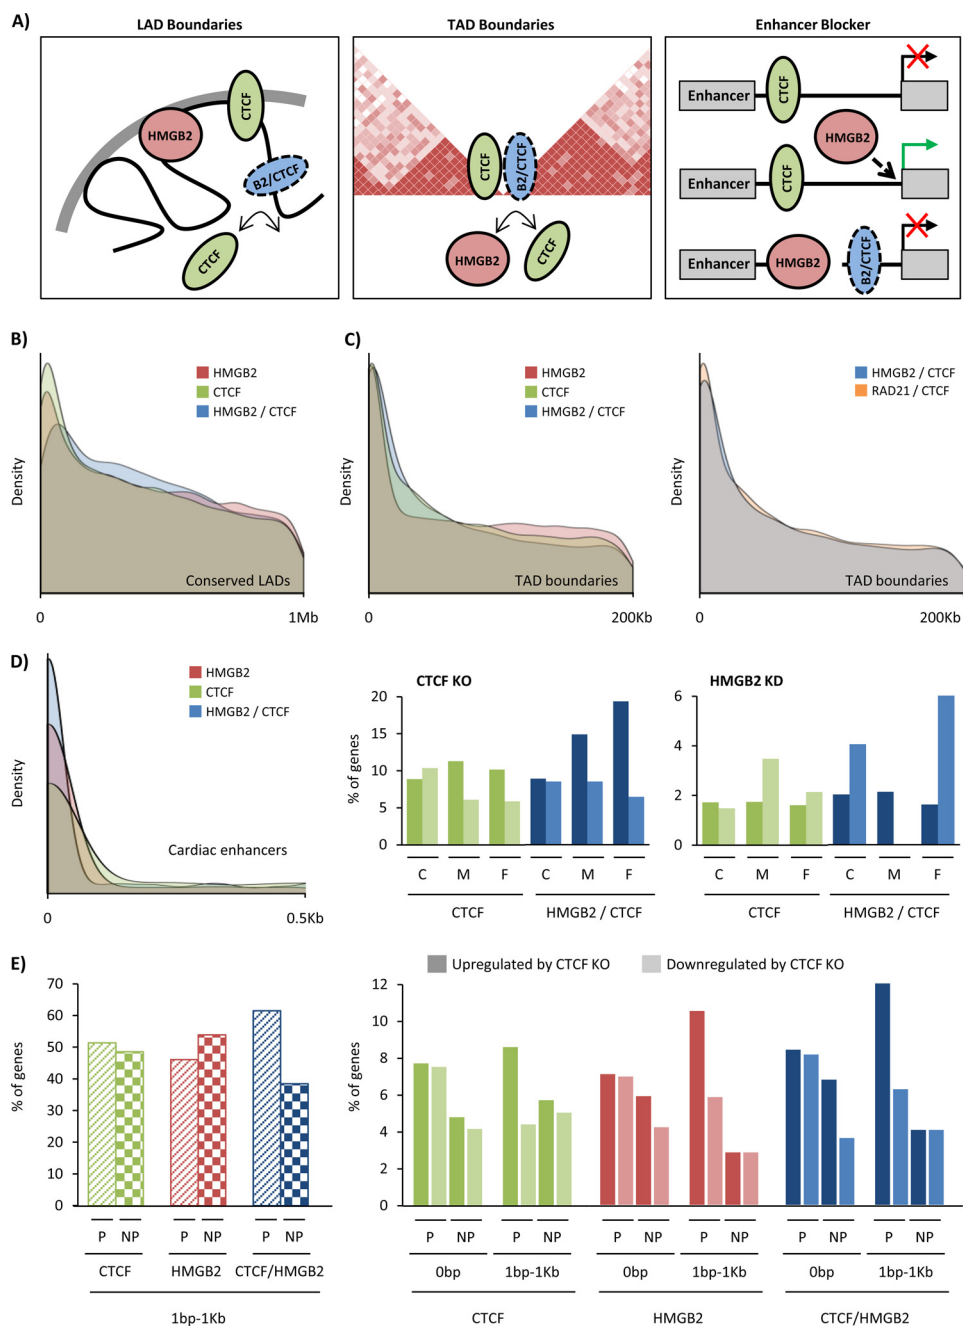 A)
LAD Boundaries
TAD Boundaries
Enhancer Blocker
CTCF
HMGB2
B2/CTCF
CTCF
CTCF
B2/CTCF
HMGB2
CTCF
Enhancer
CTCF
HMGB2
Enhancer
CTCF
Enhancer
HMGB2
B2/CTCF
B)
HMGB2
CTCF
HMGB2 / CTCF
Density
Conserved LADs
0
1Mb
C)
HMGB2
CTCF
HMGB2 / CTCF
Density
TAD boundaries
0
200Kb
HMGB2 / CTCF
RAD21 / CTCF
Density
TAD boundaries
0
200Kb
D)
HMGB2
CTCF
HMGB2 / CTCF
Density
Cardiac enhancers
0
0.5Kb
CTCF KO
% of genes
20
15
10
5
0
C M F C M F
CTCF HMGB2 / CTCF
HMGB2 KD
6
4
2
0
C M F C M F
CTCF HMGB2 / CTCF
E)
% of genes
70
60
50
40
30
20
10
0
P NP P NP P NP
CTCF HMGB2 CTCF/HMGB2
1bp-1Kb
Upregulated by CTCF KO
Downregulated by CTCF KO
% of genes
12
10
8
6
4
2
0
P NP P NP P NP P NP P NP P NP
0bp 1bp-1Kb 0bp 1bp-1Kb 0bp 1bp-1Kb
CTCF HMGB2 CTCF/HMGB2